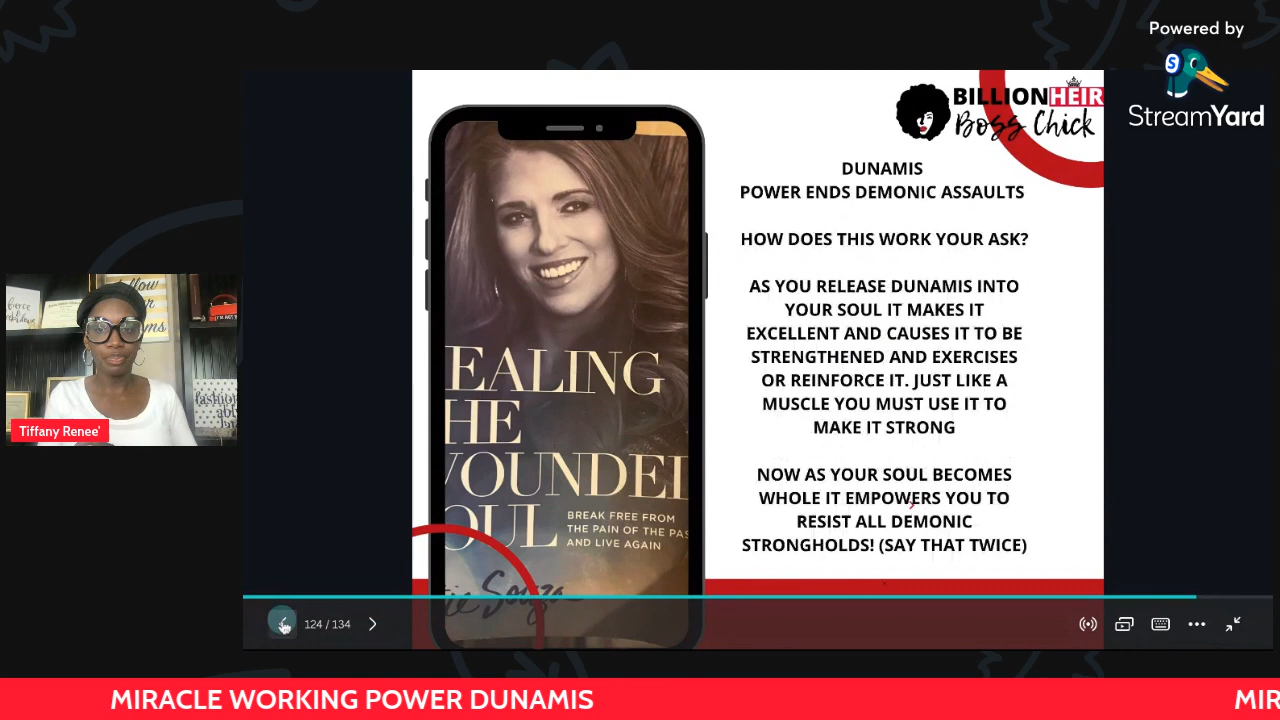 Powered by
StreamYard
BILLIONHEIR
Boss Chick
DUNAMIS
POWER ENDS DEMONIC ASSAULTS
HOW DOES THIS WORK YOUR ASK?
AS YOU RELEASE DUNAMIS INTO
YOUR SOUL IT MAKES IT
EXCELLENT AND CAUSES IT TO BE
STRENGTHENED AND EXERCISES
OR REINFORCE IT. JUST LIKE A
MUSCLE YOU MUST USE IT TO
MAKE IT STRONG
NOW AS YOUR SOUL BECOMES
WHOLE IT EMPOWERS YOU TO
RESIST ALL DEMONIC
STRONGHOLDS! (SAY THAT TWICE)
EALING
HE
OUNDE
OUL
BREAK FREE FROM
THE PAIN OF THE PAS
AND LIVE AGAIN
ie Souza
Tiffany Renee'
124 / 134
MIRACLE WORKING POWER DUNAMIS
MIR